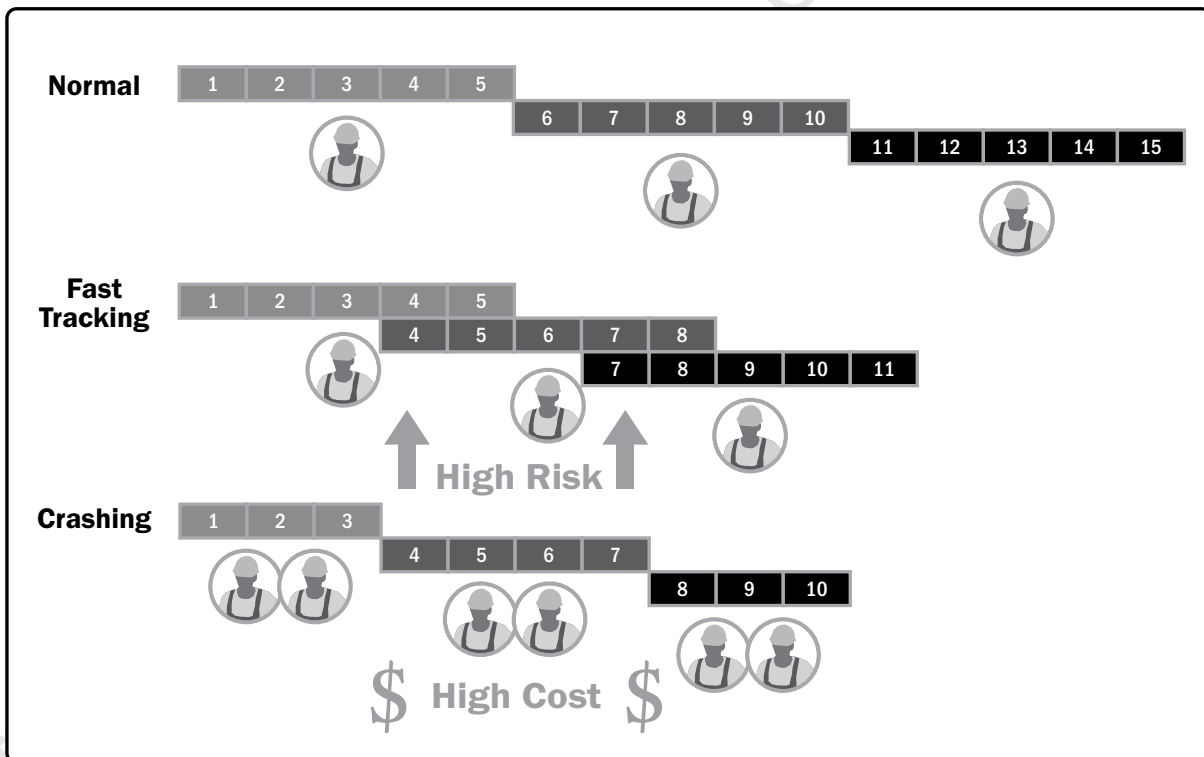 Normal
1 2 3 4 5
6 7 8 9 10
11 12 13 14 15
Fast
Tracking
1 2 3 4 5
4 5 6 7 8
7 8 9 10 11
High Risk
Crashing
1 2 3
4 5 6 7
8 9 10
$ High Cost $